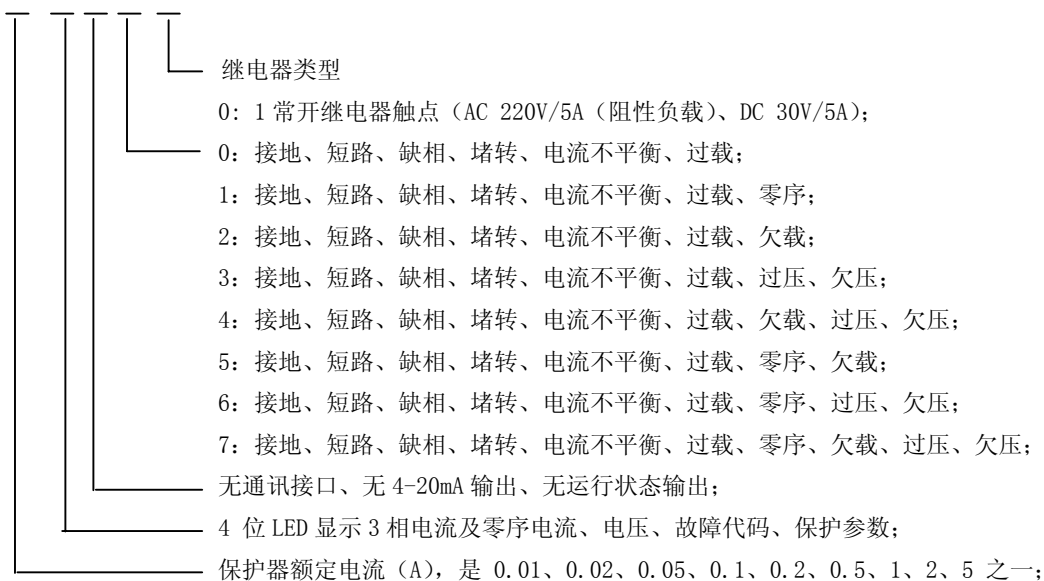 继电器类型
0: 1 常开继电器触点（AC 220V/5A（阻性负载）、DC 30V/5A）；
0：接地、短路、缺相、堵转、电流不平衡、过载；
1：接地、短路、缺相、堵转、电流不平衡、过载、零序；
2：接地、短路、缺相、堵转、电流不平衡、过载、欠载；
3：接地、短路、缺相、堵转、电流不平衡、过载、过压、欠压；
4：接地、短路、缺相、堵转、电流不平衡、过载、欠载、过压、欠压；
5：接地、短路、缺相、堵转、电流不平衡、过载、零序、欠载；
6：接地、短路、缺相、堵转、电流不平衡、过载、零序、过压、欠压；
7：接地、短路、缺相、堵转、电流不平衡、过载、零序、欠载、过压、欠压；
无通讯接口、无 4-20mA 输出、无运行状态输出；
4 位 LED 显示 3 相电流及零序电流、电压、故障代码、保护参数；
保护器额定电流（A），是 0.01、0.02、0.05、0.1、0.2、0.5、1、2、5 之一；